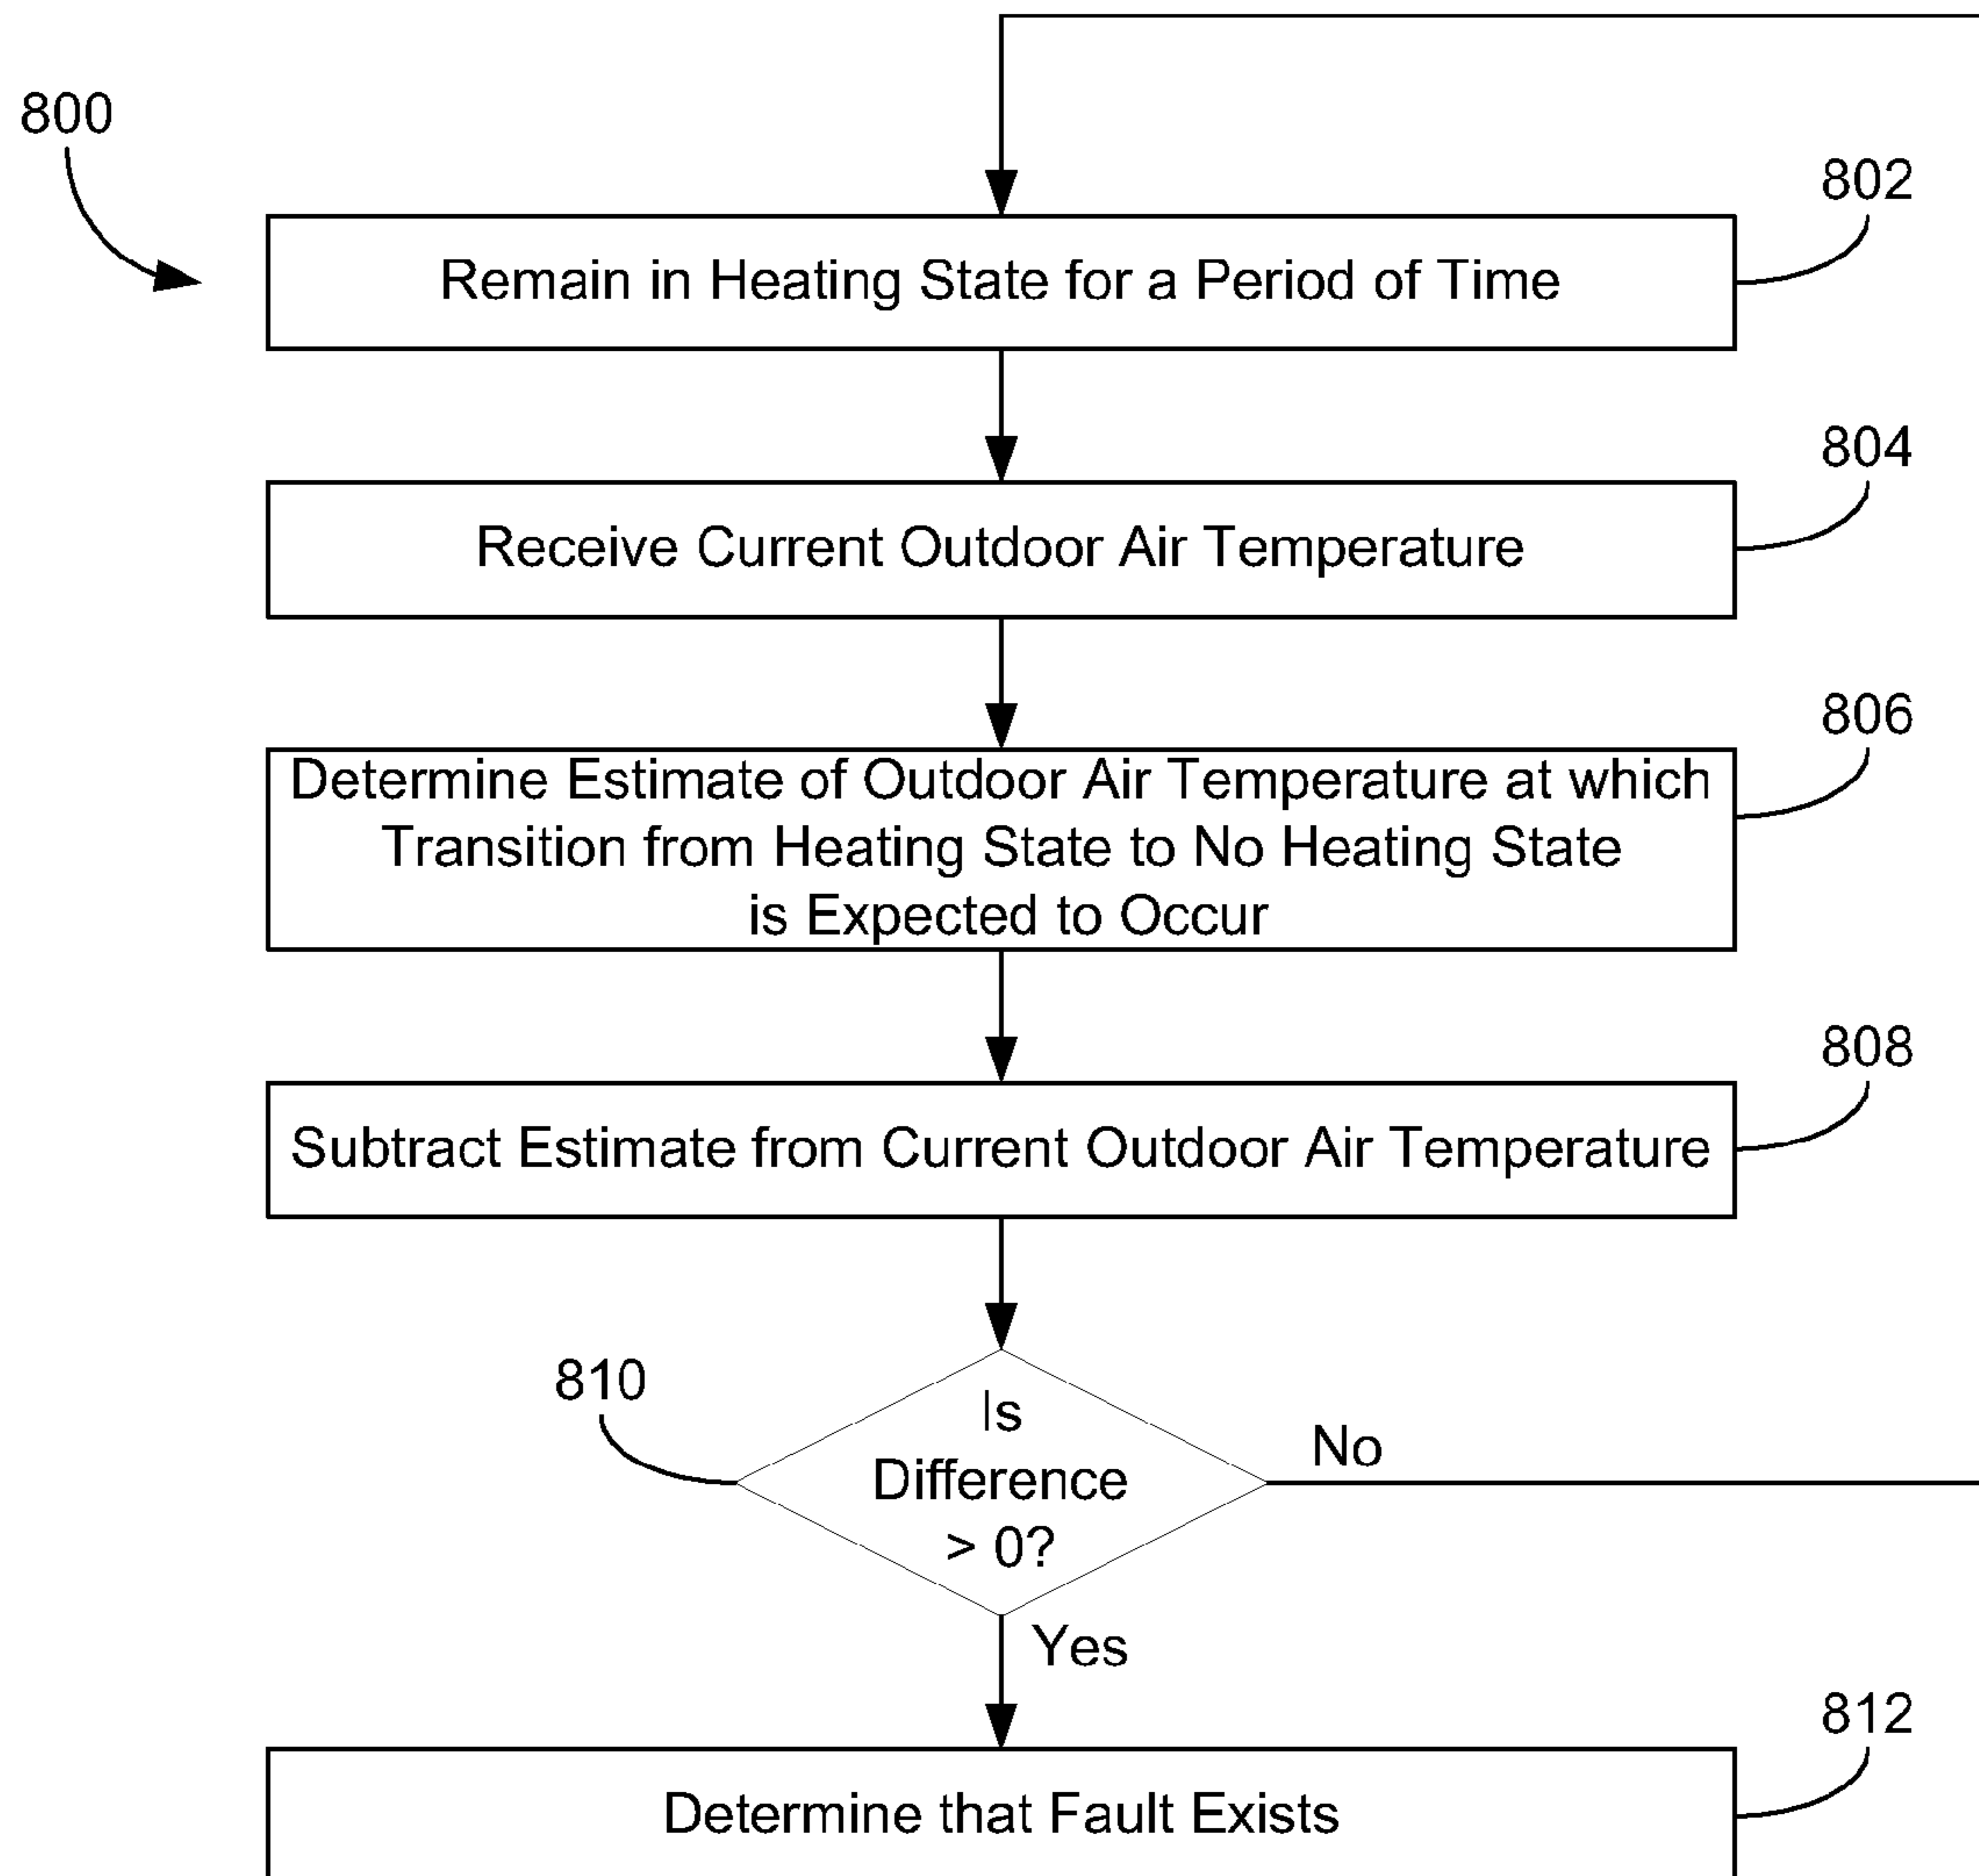 800
802
Remain in Heating State for a Period of Time
804
Receive Current Outdoor Air Temperature
806
Determine Estimate of Outdoor Air Temperature at which
Transition from Heating State to No Heating State
is Expected to Occur
808
Subtract Estimate from Current Outdoor Air Temperature
810
Is
Difference
> 0?
No
Yes
812
Determine that Fault Exists